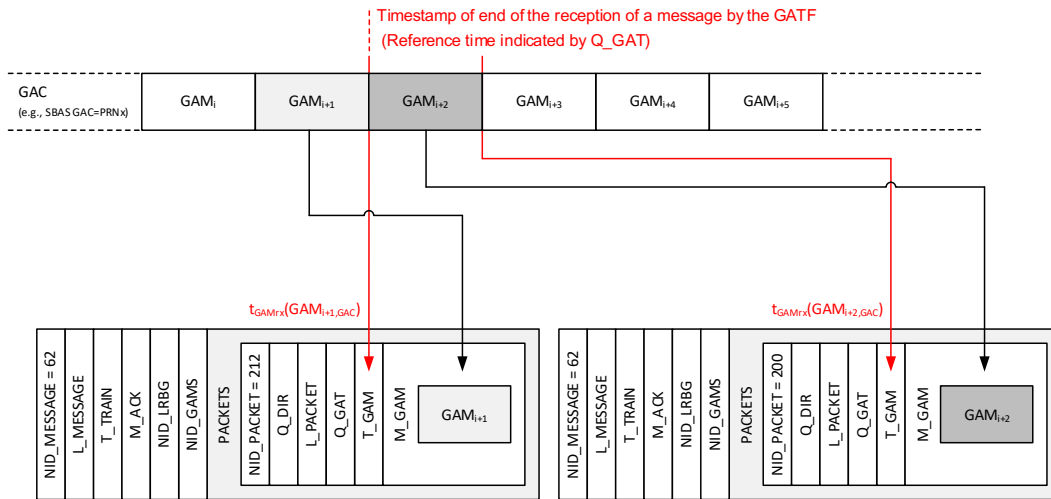 Timestamp of end of the reception of a message by the GATF
(Reference time indicated by Q_GAT)
GAC
(e.g., SBAS GAC=PRNx)
GAMi
GAMi+1
GAMi+2
GAMi+3
GAMi+4
GAMi+5
tGAMrx(GAMi+1,GAC)
tGAMrx(GAMi+2,GAC)
NID_MESSAGE = 62
L_MESSAGE
T_TRAIN
M_ACK
NID_LRBG
NID_GAMS
PACKETS
NID_PACKET = 212
Q_DIR
L_PACKET
Q_GAT
T_GAM
M_GAM
GAMi+1
NID_MESSAGE = 62
L_MESSAGE
T_TRAIN
M_ACK
NID_LRBG
NID_GAMS
PACKETS
NID_PACKET = 200
Q_DIR
L_PACKET
Q_GAT
T_GAM
M_GAM
GAMi+2